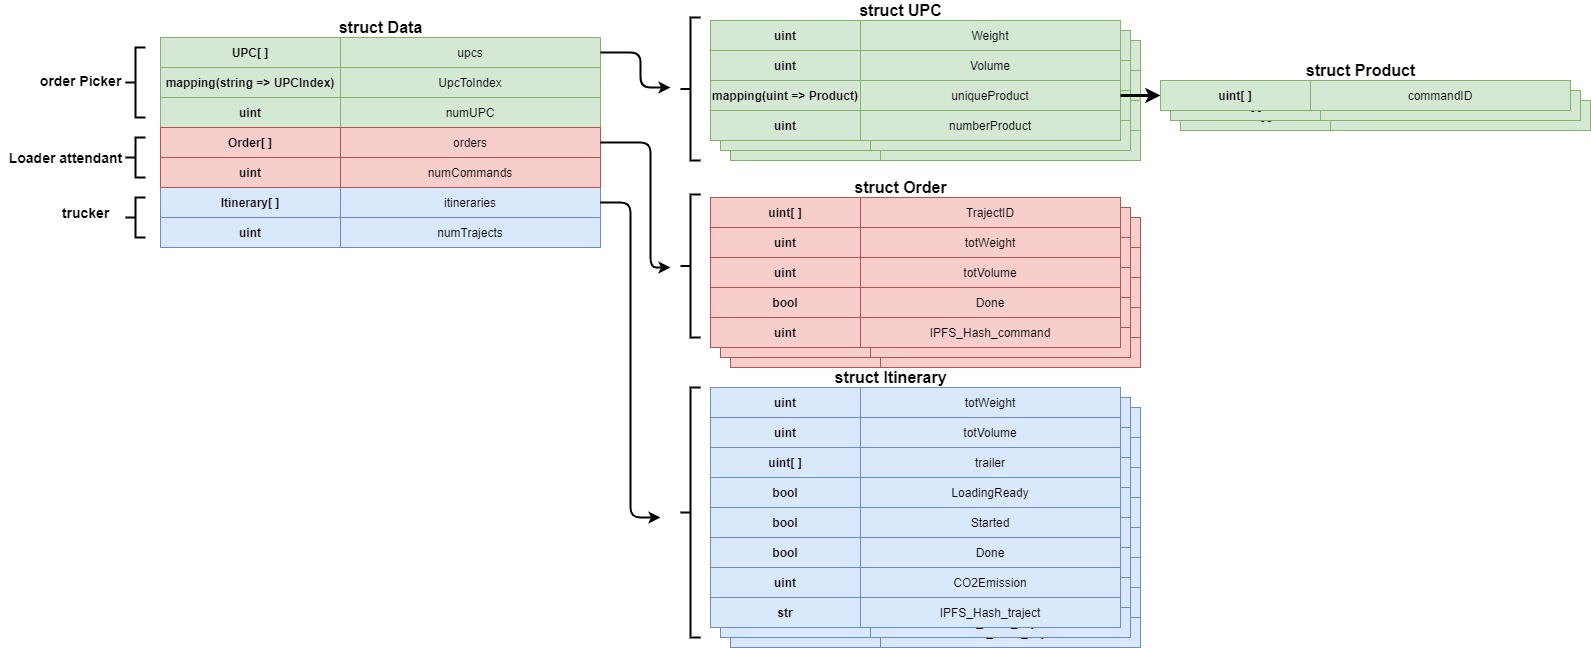 struct Data
order Picker
UPC[ ] upcs
mapping(string => UPCIndex) UpcToIndex
uint numUPC
Loader attendant
Order[ ] orders
uint numCommands
trucker
Itinerary[ ] itineraries
uint numTrajects
struct UPC
uint Weight
uint Volume
mapping(uint => Product) uniqueProduct
uint numberProduct
struct Product
uint[ ] commandID
struct Order
uint[ ] TrajectID
uint totWeight
uint totVolume
bool Done
uint IPFS_Hash_command
struct Itinerary
uint totWeight
uint totVolume
uint[ ] trailer
bool LoadingReady
bool Started
bool Done
uint CO2Emission
str IPFS_Hash_traject